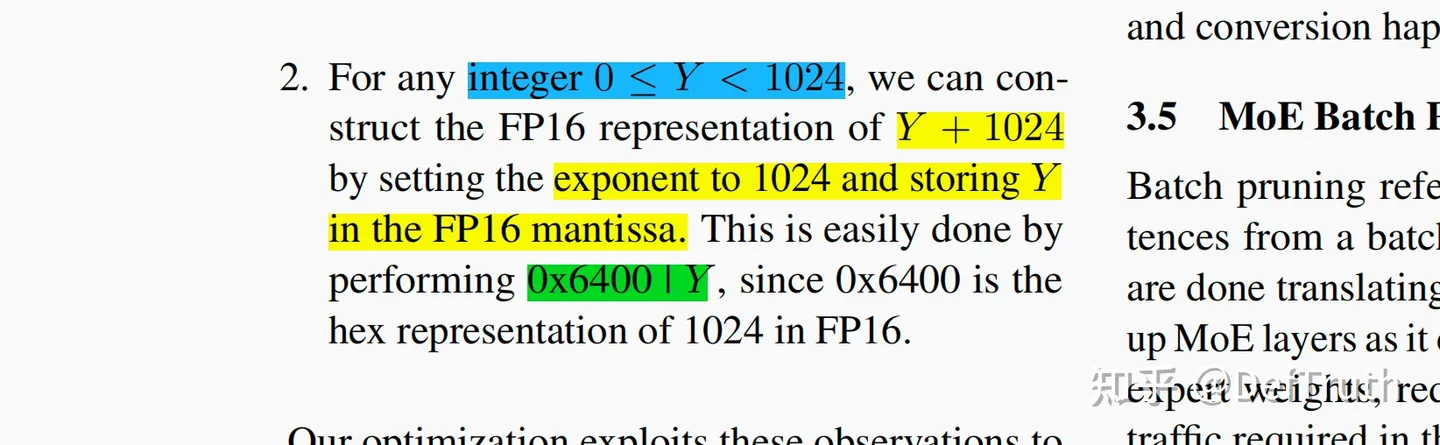 2. For any integer 0 ≤ Y < 1024, we can con-
struct the FP16 representation of Y + 1024
by setting the exponent to 1024 and storing Y
in the FP16 mantissa. This is easily done by
performing 0x6400 | Y, since 0x6400 is the
hex representation of 1024 in FP16.
Our optimization exploits these observations to
and conversion hap
3.5 MoE Batch P
Batch pruning refe
tences from a batch
are done translating
up MoE layers as it
expert weights, red
traffic required in th
知乎 @DefTruth